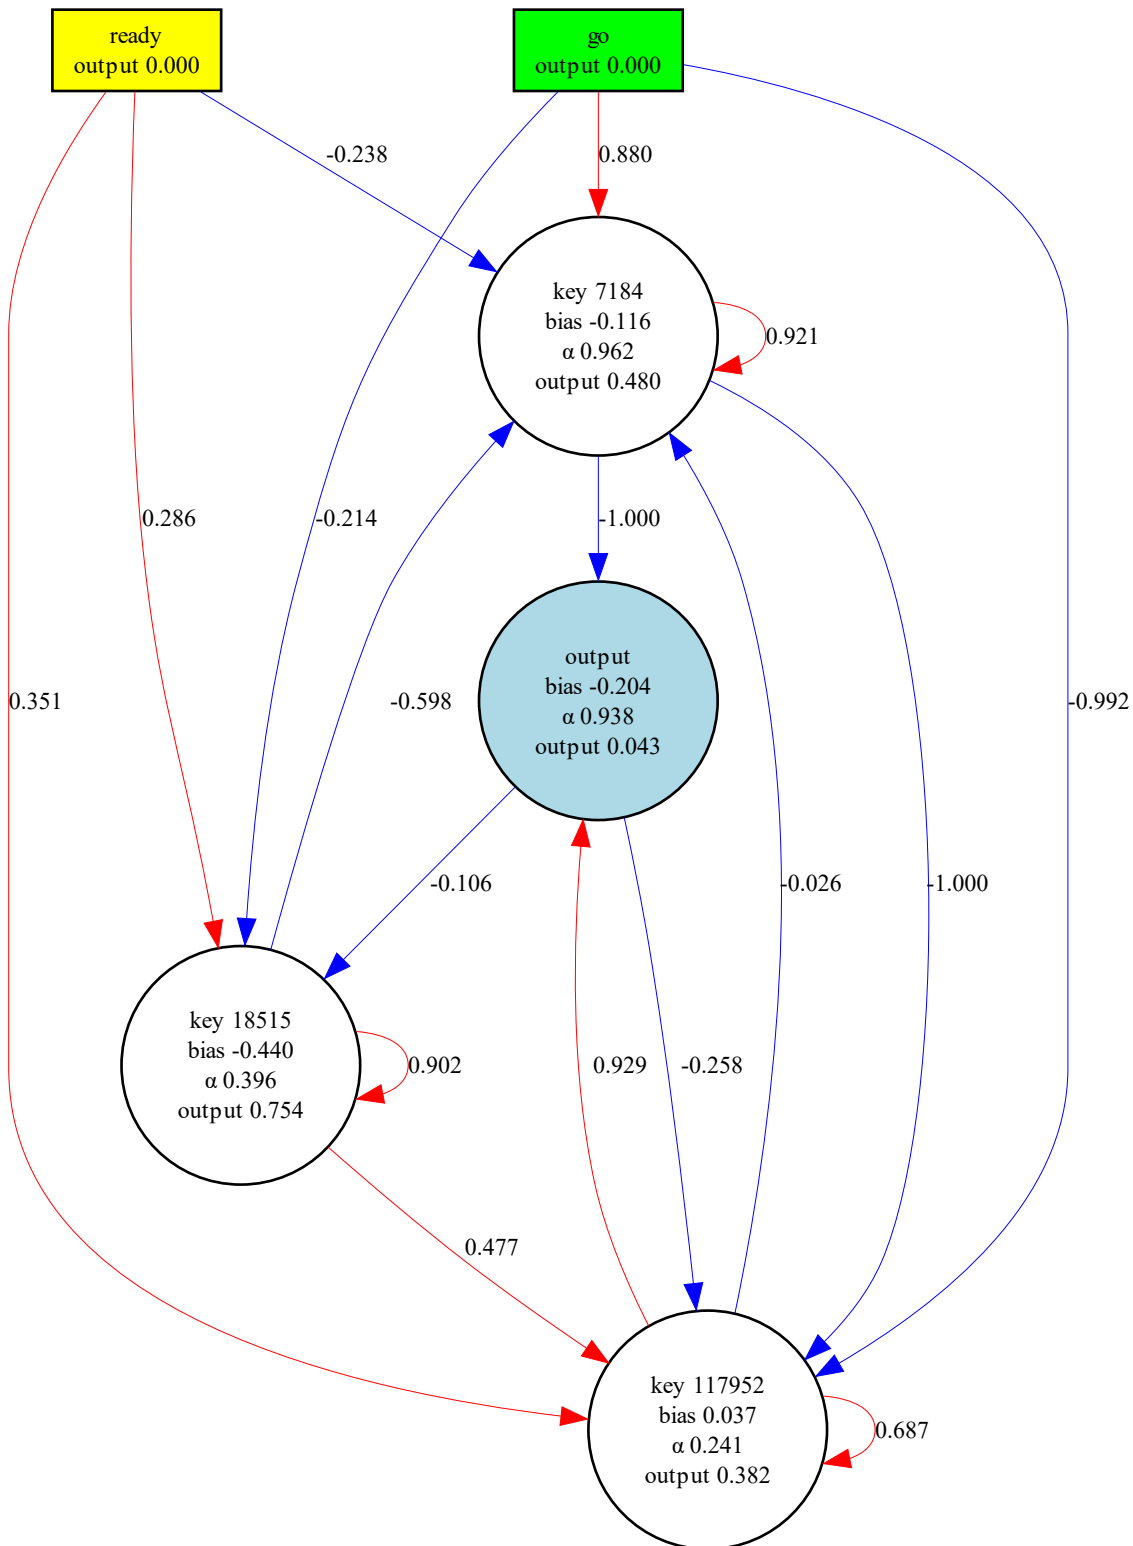 ready
output 0.000
go
output 0.000
-0.238
0.880
key 7184
bias -0.116
α 0.962
output 0.480
0.921
0.286
-0.214
-1.000
output
bias -0.204
α 0.938
output 0.043
0.351
-0.598
-0.992
-0.106
-0.026
-1.000
key 18515
bias -0.440
α 0.396
output 0.754
0.902
0.929
-0.258
0.477
key 117952
bias 0.037
α 0.241
output 0.382
0.687